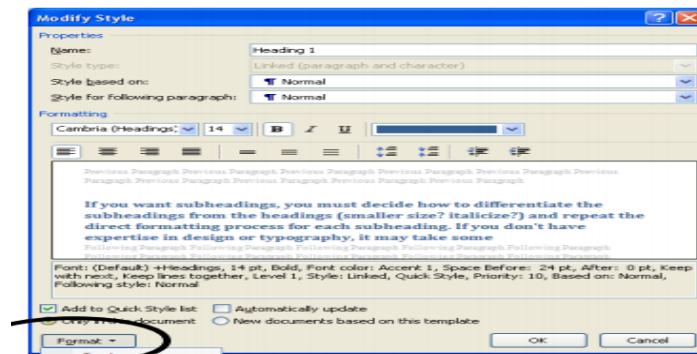 Modify Style
Properties
Name: Heading 1
Style type: Linked (paragraph and character)
Style based on: ¶ Normal
Style for following paragraph: ¶ Normal
Formatting
Cambria (Headings) 14 B I U
Previous Paragraph Previous Paragraph Previous Paragraph Previous Paragraph Previous Paragraph Previous
Paragraph Previous Paragraph Previous Paragraph Previous Paragraph
If you want subheadings, you must decide how to differentiate the
subheadings from the headings (smaller size? italicize?) and repeat the
direct formatting process for each subheading. If you don't have
expertise in design or typography, it may take some
Following Paragraph Following Paragraph Following Paragraph Following Paragraph Following Paragraph
Following Paragraph Following Paragraph Following Paragraph Following Paragraph Following Paragraph
Font: (Default) +Headings, 14 pt, Bold, Font color: Accent 1, Space Before: 24 pt, After: 0 pt, Keep
with next, Keep lines together, Level 1, Style: Linked, Quick Style, Priority: 10, Based on: Normal,
Following style: Normal
Add to Quick Style list Automatically update
Only in this document New documents based on this template
Format OK Cancel